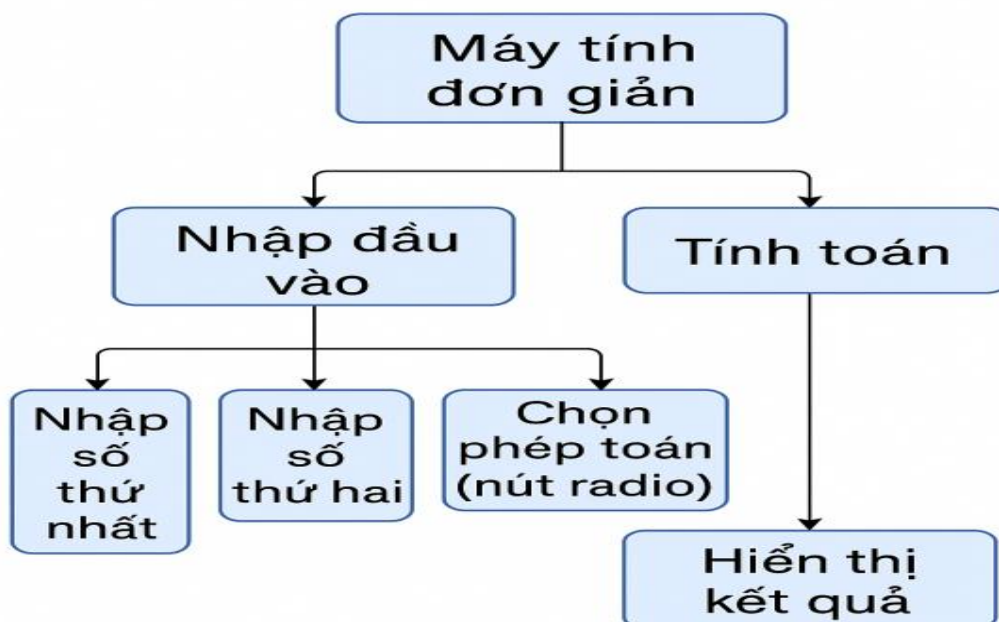 Máy tính
đơn giản
Nhập đầu
vào
Tính toán
Nhập
số
thứ
nhất
Nhập
số
thứ hai
Chọn
phép toán
(nút radio)
Hiển thị
kết quả